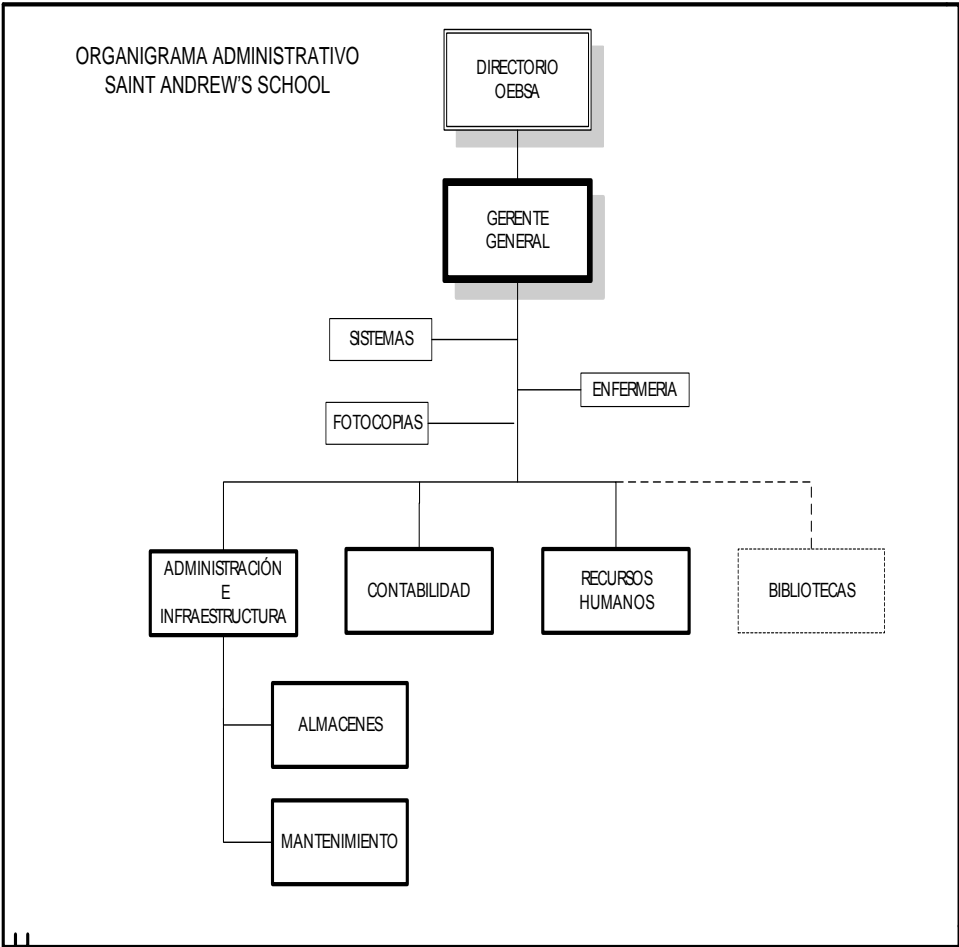 ORGANIGRAMA ADMINISTRATIVO
SAINT ANDREW'S SCHOOL
DIRECTORIO
OEBSA
GERENTE
GENERAL
SISTEMAS
ENFERMERIA
FOTOCOPIAS
ADMINISTRACIÓN
E
INFRAESTRUCTURA
CONTABILIDAD
RECURSOS
HUMANOS
BIBLIOTECAS
ALMACENES
MANTENIMIENTO